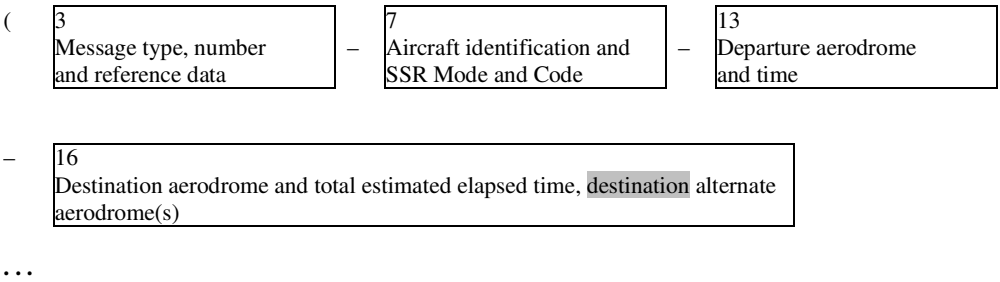 ( 3 7 13
Message type, number – Aircraft identification and – Departure aerodrome
and reference data SSR Mode and Code and time
– 16
Destination aerodrome and total estimated elapsed time, destination alternate
aerodrome(s)
...